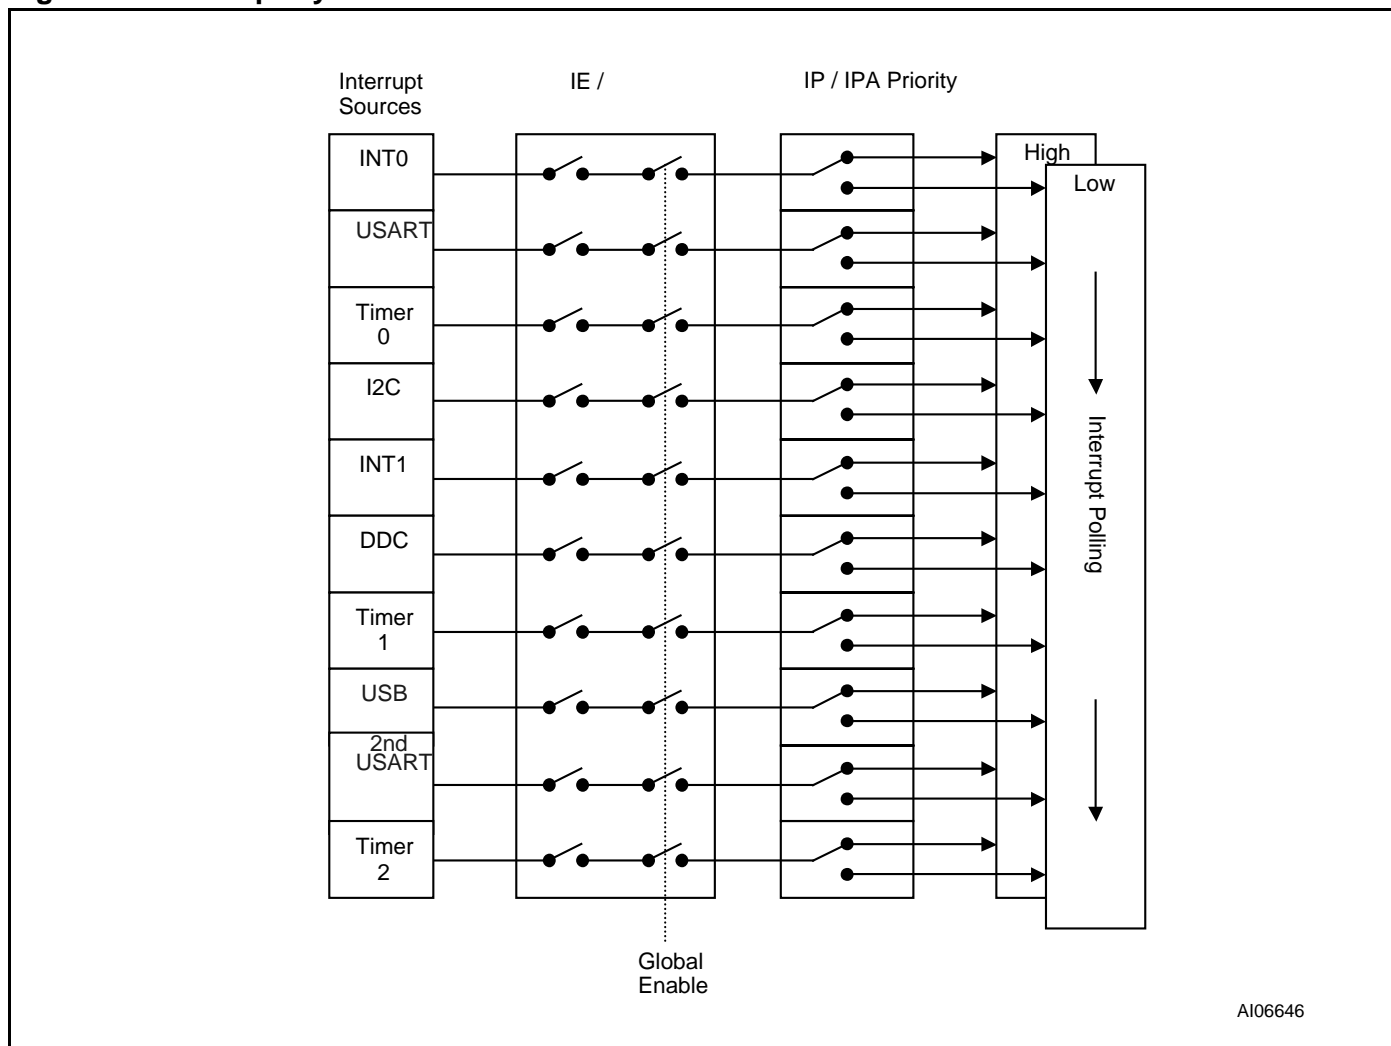 Interrupt
Sources
IE /
IP / IPA Priority
INT0
High
Low
USART
Timer
0
I2C
INT1
Interrupt Polling
DDC
Timer
1
USB
2nd
USART
Timer
2
Global
Enable
AI06646